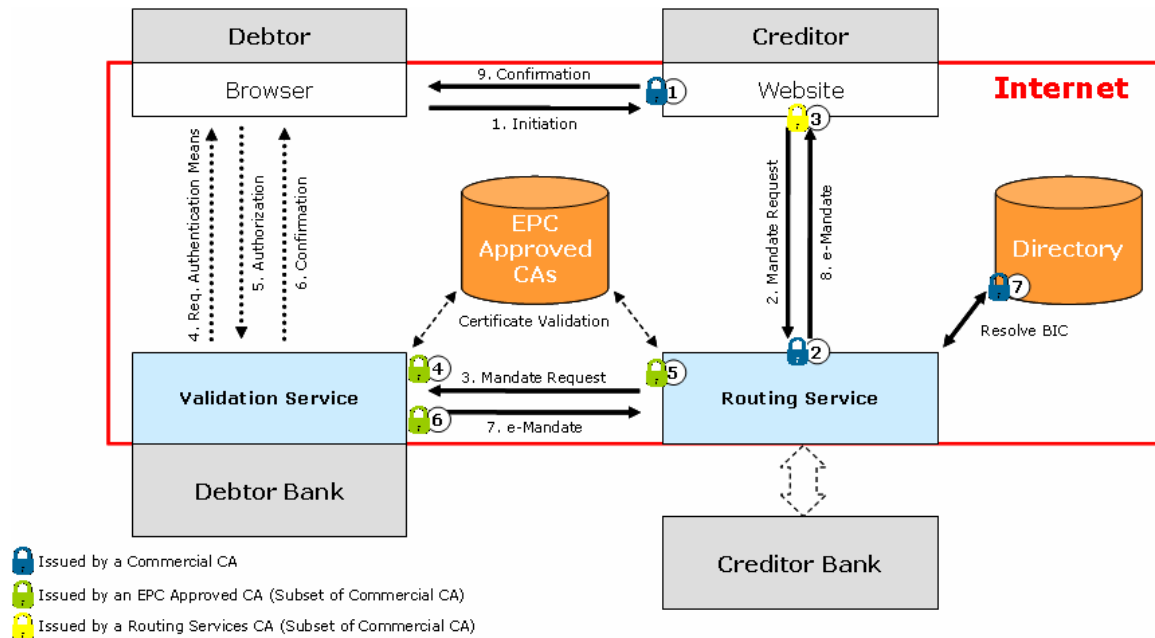 Debtor
Creditor
Browser
9. Confirmation
1
Website
Internet
1. Initiation
3
4. Req. Authentication Means
5. Authorization
6. Confirmation
EPC
Approved
CAs
2. Mandate Request
8. e-Mandate
Directory
7
Certificate Validation
Resolve BIC
2
Validation Service
4
3. Mandate Request
5
Routing Service
6
7. e-Mandate
Debtor Bank
Creditor Bank
Issued by a Commercial CA
Issued by an EPC Approved CA (Subset of Commercial CA)
Issued by a Routing Services CA (Subset of Commercial CA)